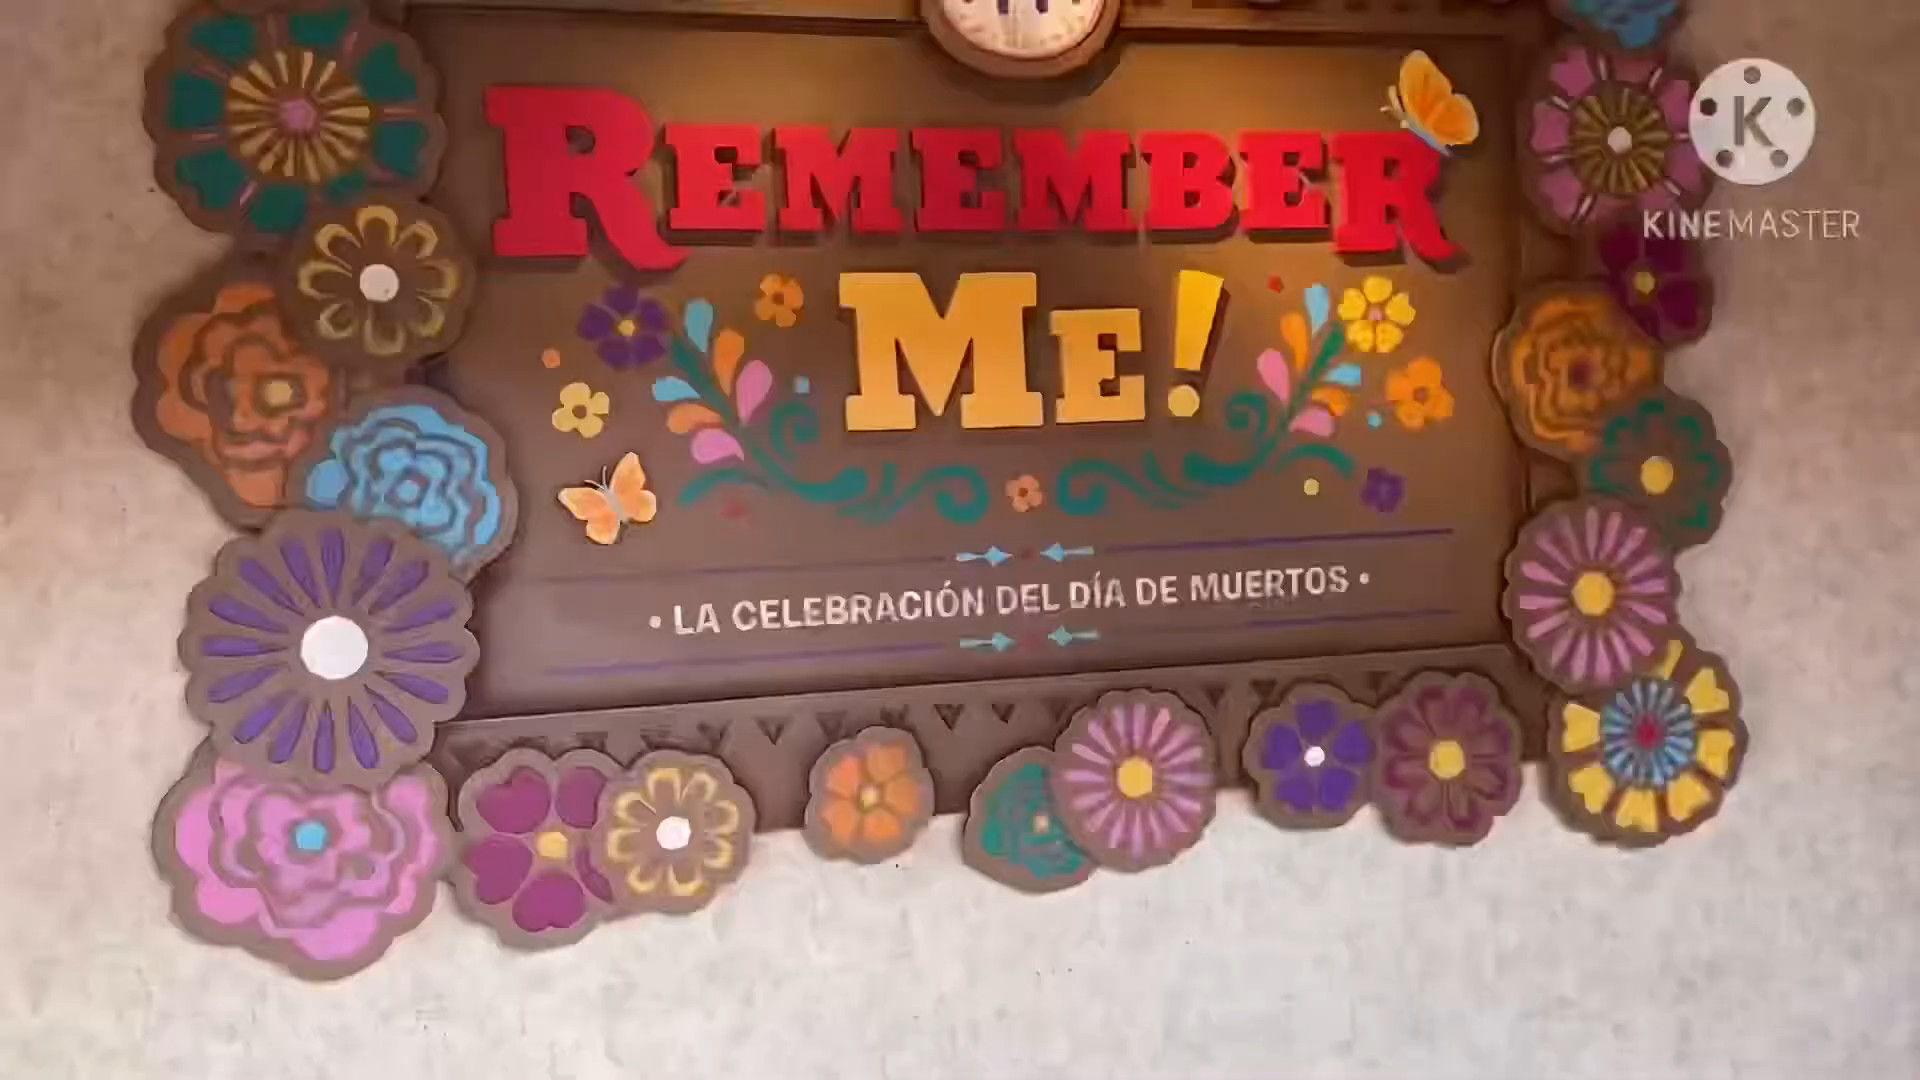 REMEMBER
ME!
• LA CELEBRACIÓN DEL DÍA DE MUERTOS •
K
KINEMASTER